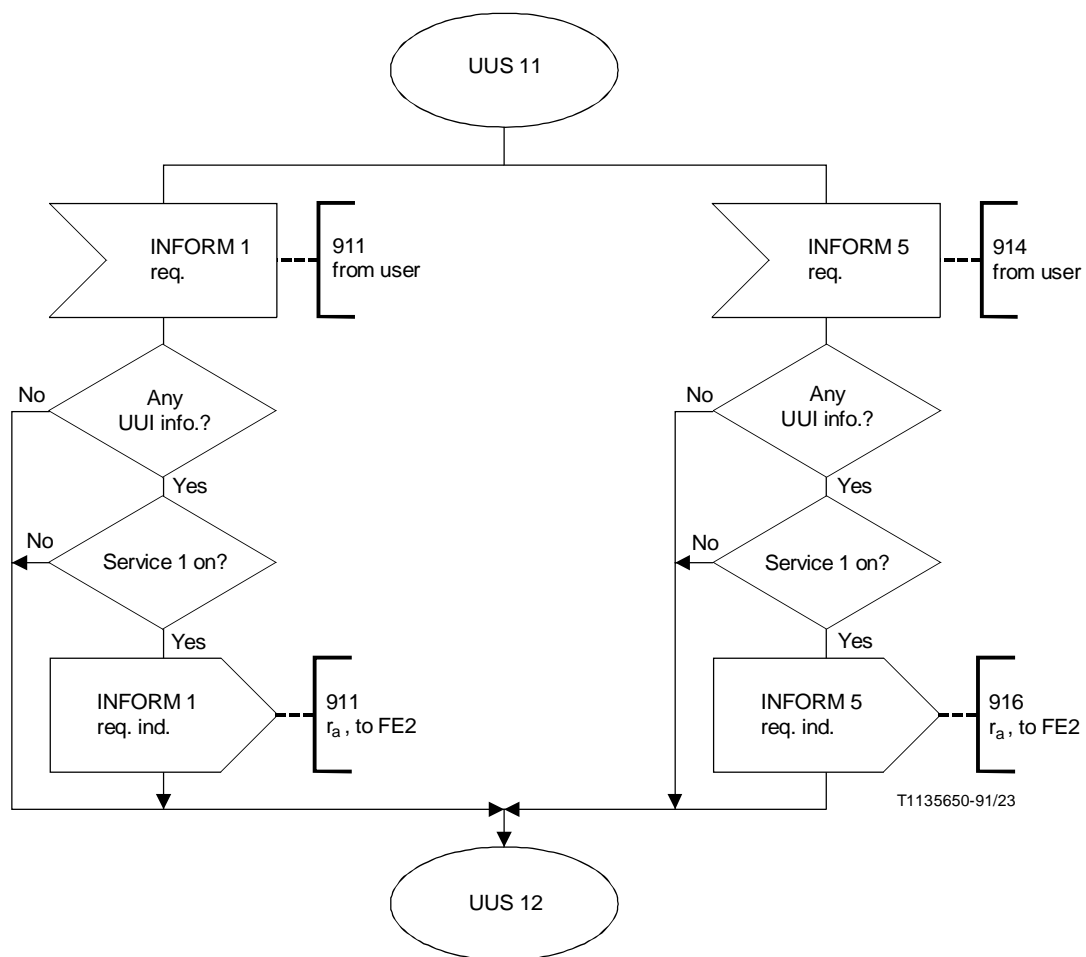 UUS 11
INFORM 1
req.
911
from user
INFORM 5
req.
914
from user
No
Any
UUI info.?
Yes
No
Any
UUI info.?
Yes
No
Service 1 on?
Yes
No
Service 1 on?
Yes
INFORM 1
req. ind.
911
ra , to FE2
INFORM 5
req. ind.
916
ra , to FE2
T1135650-91/23
UUS 12